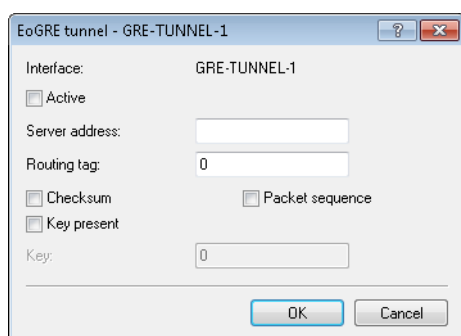 EoGRE tunnel - GRE-TUNNEL-1
Interface: GRE-TUNNEL-1
Active
Server address:
Routing tag: 0
Checksum Packet sequence
Key present
Key: 0
OK Cancel